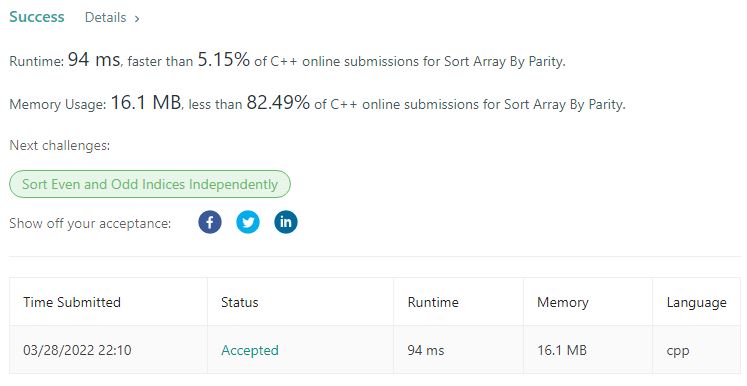 Success Details ›
Runtime: 94 ms, faster than 5.15% of C++ online submissions for Sort Array By Parity.
Memory Usage: 16.1 MB, less than 82.49% of C++ online submissions for Sort Array By Parity.
Next challenges:
Sort Even and Odd Indices Independently
Show off your acceptance: f in
Time Submitted Status Runtime Memory Language
03/28/2022 22:10 Accepted 94 ms 16.1 MB cpp